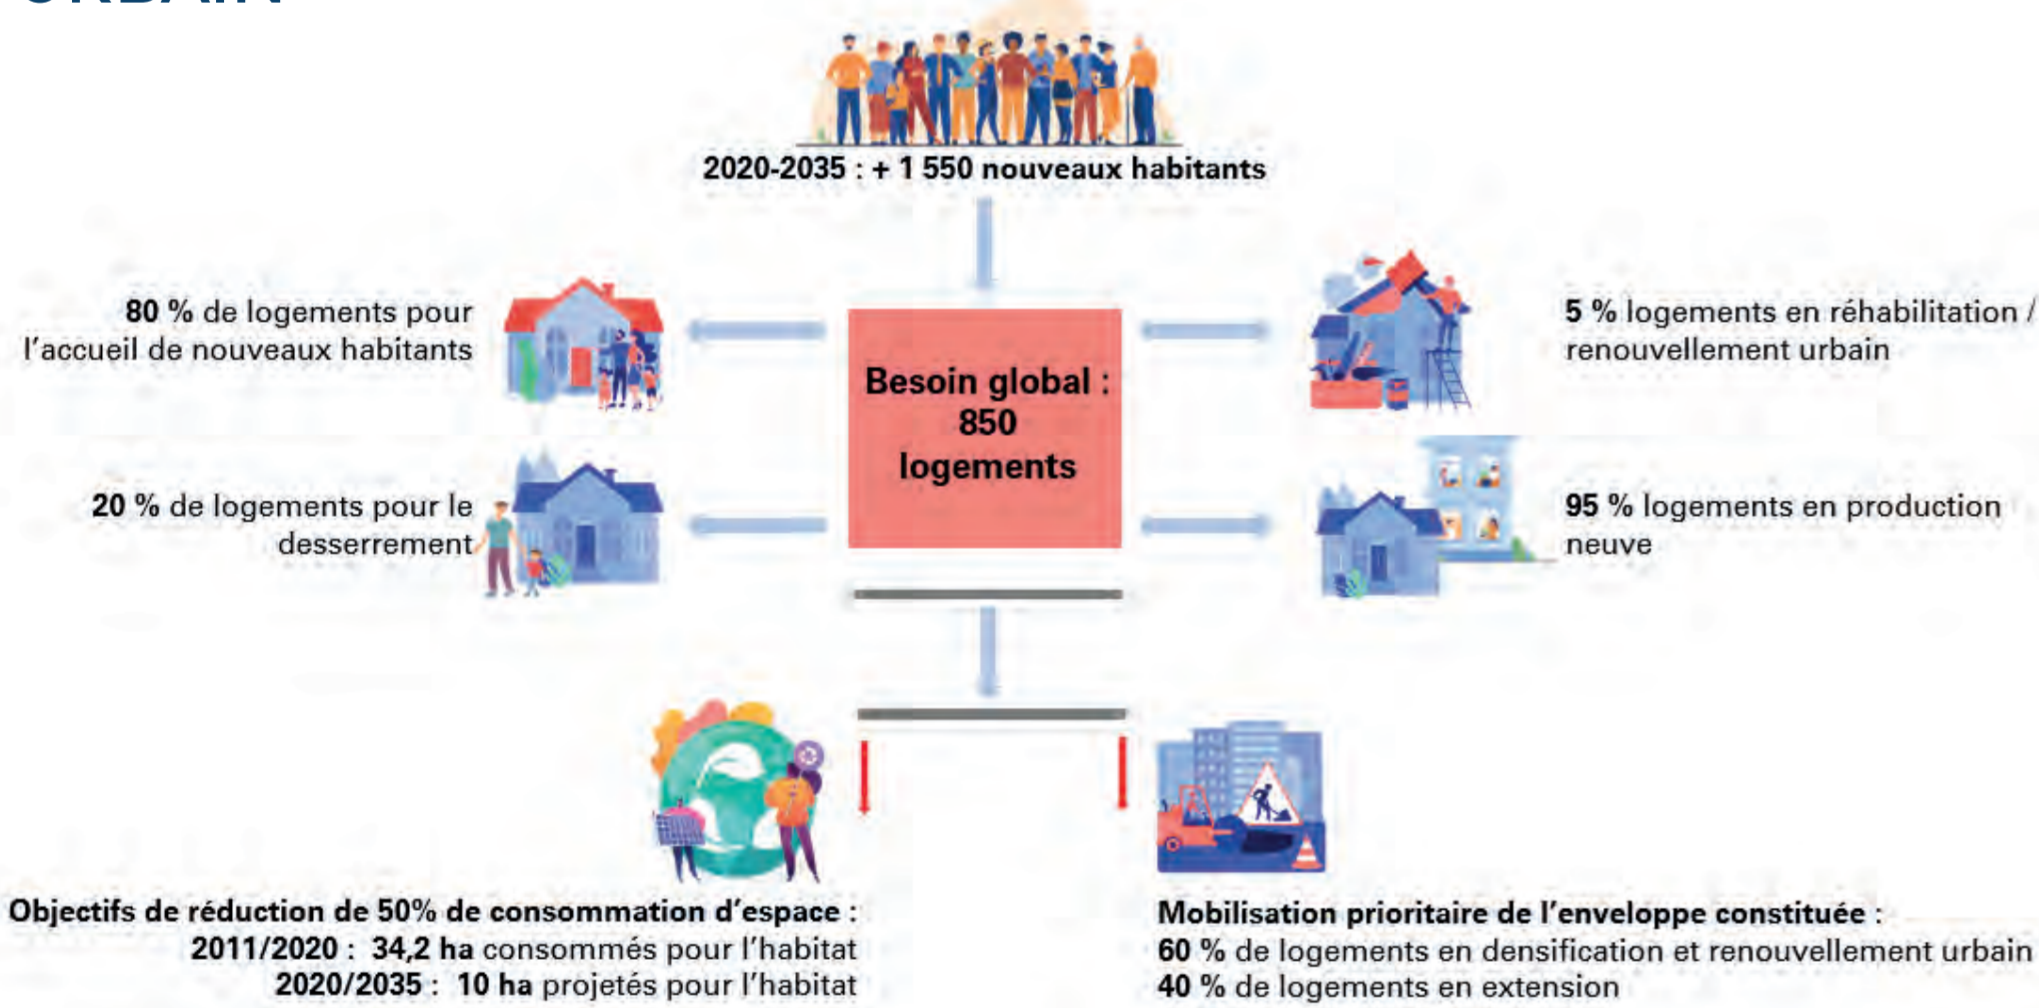 URBAIN
2020-2035 : + 1 550 nouveaux habitants
80 % de logements pour
l'accueil de nouveaux habitants
20 % de logements pour le
desserrement
Besoin global :
850
logements
5 % logements en réhabilitation /
renouvellement urbain
95 % logements en production
neuve
Objectifs de réduction de 50% de consommation d'espace :
2011/2020 : 34,2 ha consommés pour l'habitat
2020/2035 : 10 ha projetés pour l'habitat
Mobilisation prioritaire de l'enveloppe constituée :
60 % de logements en densification et renouvellement urbain
40 % de logements en extension